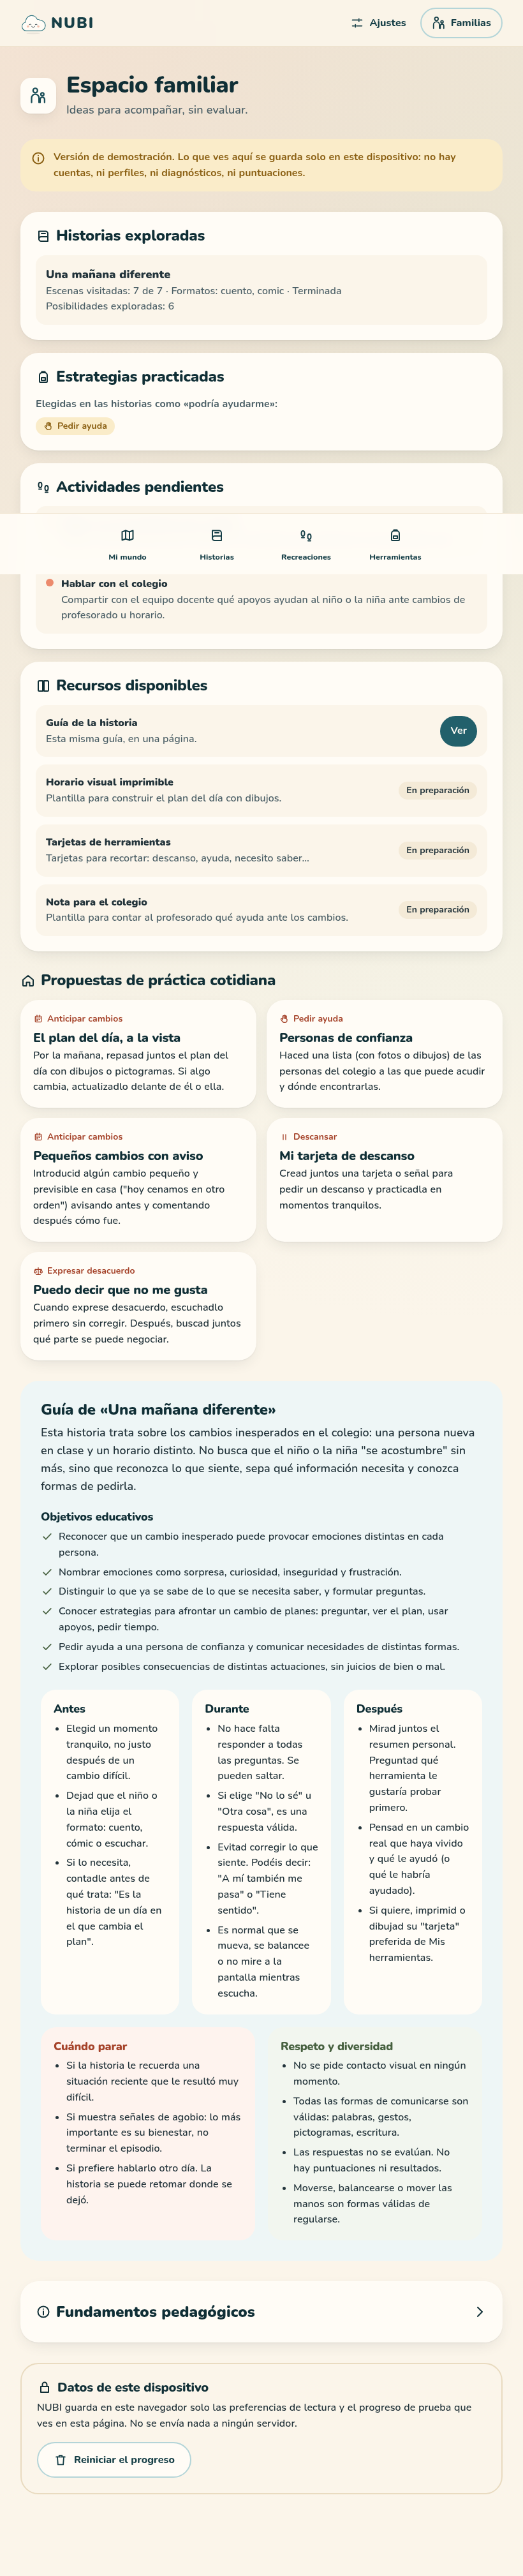 NUBI
Ajustes
Familias
Espacio familiar
Ideas para acompañar, sin evaluar.
Versión de demostración. Lo que ves aquí se guarda solo en este dispositivo: no hay
cuentas, ni perfiles, ni diagnósticos, ni puntuaciones.
Historias exploradas
Una mañana diferente
Escenas visitadas: 7 de 7 · Formatos: cuento, comic · Terminada
Posibilidades exploradas: 6
Estrategias practicadas
Elegidas en las historias como «podría ayudarme»:
Pedir ayuda
Actividades pendientes
Mi mundo
Historias
Recreaciones
Herramientas
Hablar con el colegio
Compartir con el equipo docente qué apoyos ayudan al niño o la niña ante cambios de
profesorado u horario.
Recursos disponibles
Guía de la historia
Esta misma guía, en una página.
Ver
Horario visual imprimible
Plantilla para construir el plan del día con dibujos.
En preparación
Tarjetas de herramientas
Tarjetas para recortar: descanso, ayuda, necesito saber...
En preparación
Nota para el colegio
Plantilla para contar al profesorado qué ayuda ante los cambios.
En preparación
Propuestas de práctica cotidiana
Anticipar cambios
El plan del día, a la vista
Por la mañana, repasad juntos el plan del
día con dibujos o pictogramas. Si algo
cambia, actualizadlo delante de él o ella.
Pedir ayuda
Personas de confianza
Haced una lista (con fotos o dibujos) de las
personas del colegio a las que puede acudir
y dónde encontrarlas.
Anticipar cambios
Pequeños cambios con aviso
Introducid algún cambio pequeño y
previsible en casa ("hoy cenamos en otro
orden") avisando antes y comentando
después cómo fue.
Descansar
Mi tarjeta de descanso
Cread juntos una tarjeta o señal para
pedir un descanso y practicadla en
momentos tranquilos.
Expresar desacuerdo
Puedo decir que no me gusta
Cuando exprese desacuerdo, escuchadlo
primero sin corregir. Después, buscad juntos
qué parte se puede negociar.
Guía de «Una mañana diferente»
Esta historia trata sobre los cambios inesperados en el colegio: una persona nueva
en clase y un horario distinto. No busca que el niño o la niña "se acostumbre" sin
más, sino que reconozca lo que siente, sepa qué información necesita y conozca
formas de pedirla.
Objetivos educativos
Reconocer que un cambio inesperado puede provocar emociones distintas en cada
persona.
Nombrar emociones como sorpresa, curiosidad, inseguridad y frustración.
Distinguir lo que ya se sabe de lo que se necesita saber, y formular preguntas.
Conocer estrategias para afrontar un cambio de planes: preguntar, ver el plan, usar
apoyos, pedir tiempo.
Pedir ayuda a una persona de confianza y comunicar necesidades de distintas formas.
Explorar posibles consecuencias de distintas actuaciones, sin juicios de bien o mal.
Antes
• Elegid un momento
tranquilo, no justo
después de un
cambio difícil.
• Dejad que el niño o
la niña elija el
formato: cuento,
cómic o escuchar.
• Si lo necesita,
contadle antes de
qué trata: "Es la
historia de un día en
el que cambia el
plan".
Durante
• No hace falta
responder a todas
las preguntas. Se
pueden saltar.
• Si elige "No lo sé" u
"Otra cosa", es una
respuesta válida.
• Evitad corregir lo que
siente. Podéis decir:
"A mí también me
pasa" o "Tiene
sentido".
• Es normal que se
mueva, se balancee
o no mire a la
pantalla mientras
escucha.
Después
• Mirad juntos el
resumen personal.
Preguntad qué
herramienta le
gustaría probar
primero.
• Pensad en un cambio
real que haya vivido
y qué le ayudó (o
qué le habría
ayudado).
• Si quiere, imprimid o
dibujad su "tarjeta"
preferida de Mis
herramientas.
Cuándo parar
• Si la historia le recuerda una
situación reciente que le resultó muy
difícil.
• Si muestra señales de agobio: lo más
importante es su bienestar, no
terminar el episodio.
• Si prefiere hablarlo otro día. La
historia se puede retomar donde se
dejó.
Respeto y diversidad
• No se pide contacto visual en ningún
momento.
• Todas las formas de comunicarse son
válidas: palabras, gestos,
pictogramas, escritura.
• Las respuestas no se evalúan. No
hay puntuaciones ni resultados.
• Moverse, balancearse o mover las
manos son formas válidas de
regularse.
Fundamentos pedagógicos
Datos de este dispositivo
NUBI guarda en este navegador solo las preferencias de lectura y el progreso de prueba que
ves en esta página. No se envía nada a ningún servidor.
Reiniciar el progreso